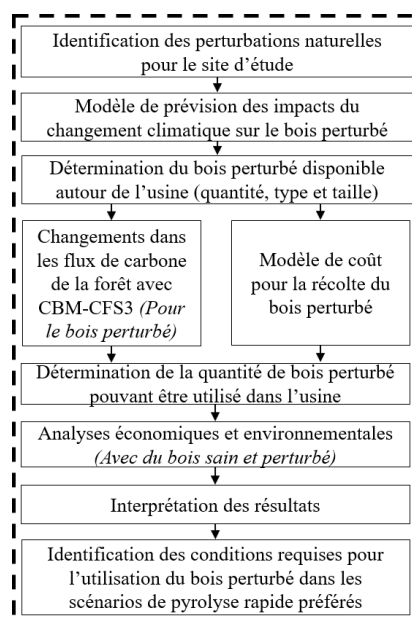 Identification des perturbations naturelles
pour le site d'étude
Modèle de prévision des impacts du
changement climatique sur le bois perturbé
Détermination du bois perturbé disponible
autour de l'usine (quantité, type et taille)
Changements dans
les flux de carbone
de la forêt avec
CBM-CFS3 (Pour
le bois perturbé)
Modèle de coût
pour la récolte du
bois perturbé
Détermination de la quantité de bois perturbé
pouvant être utilisé dans l'usine
Analyses économiques et environnementales
(Avec du bois sain et perturbé)
Interprétation des résultats
Identification des conditions requises pour
l'utilisation du bois perturbé dans les
scénarios de pyrolyse rapide préférés